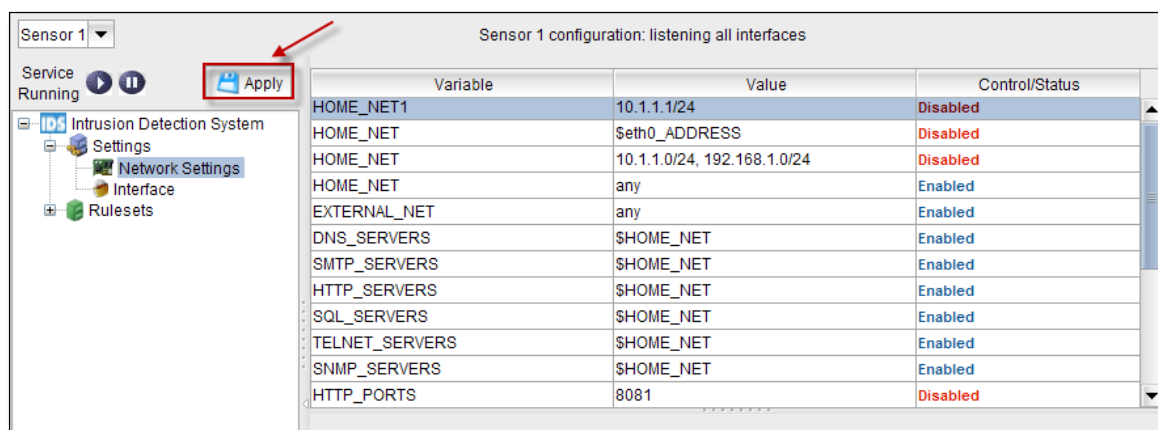 Sensor 1
Sensor 1 configuration: listening all interfaces
Service Running
Apply
IDS Intrusion Detection System
Settings
Network Settings
Interface
Rulesets
Variable Value Control/Status
HOME_NET1 10.1.1.1/24 Disabled
HOME_NET $eth0_ADDRESS Disabled
HOME_NET 10.1.1.0/24, 192.168.1.0/24 Disabled
HOME_NET any Enabled
EXTERNAL_NET any Enabled
DNS_SERVERS $HOME_NET Enabled
SMTP_SERVERS $HOME_NET Enabled
HTTP_SERVERS $HOME_NET Enabled
SQL_SERVERS $HOME_NET Enabled
TELNET_SERVERS $HOME_NET Enabled
SNMP_SERVERS $HOME_NET Enabled
HTTP_PORTS 8081 Disabled